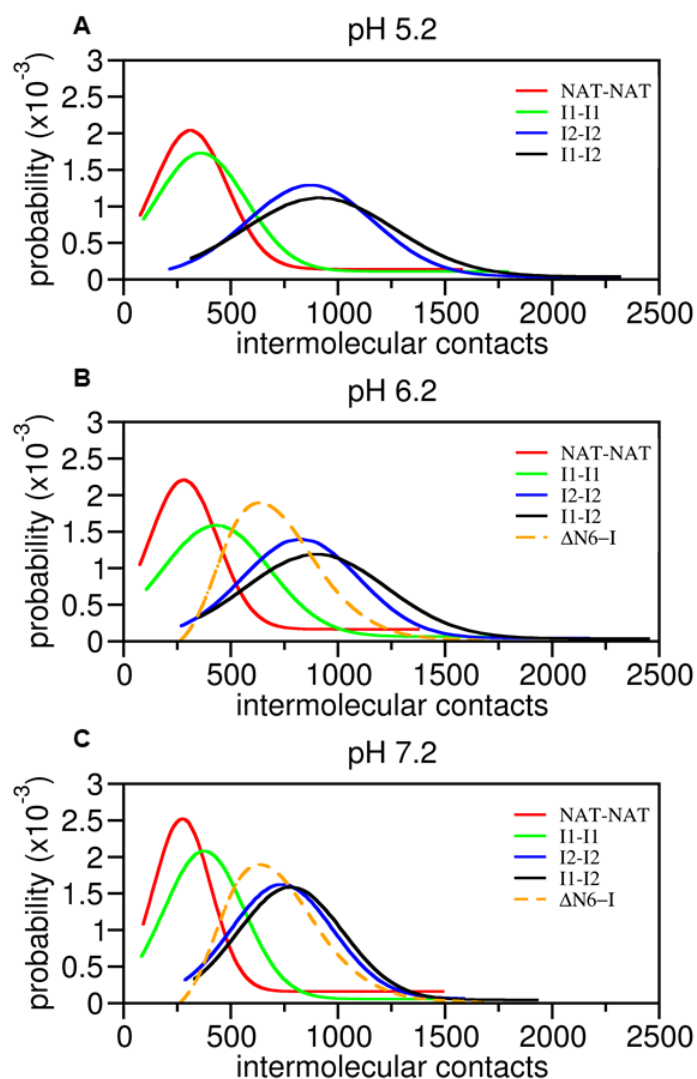 A
pH 5.2
probability (x10⁻³)
3
2.5
2
1.5
1
0.5
0
NAT-NAT
I1-I1
I2-I2
I1-I2
0 500 1000 1500 2000 2500
intermolecular contacts
B
pH 6.2
probability (x10⁻³)
3
2.5
2
1.5
1
0.5
0
NAT-NAT
I1-I1
I2-I2
I1-I2
ΔN6–I
0 500 1000 1500 2000 2500
intermolecular contacts
C
pH 7.2
probability (x10⁻³)
3
2.5
2
1.5
1
0.5
0
NAT-NAT
I1-I1
I2-I2
I1-I2
ΔN6–I
0 500 1000 1500 2000 2500
intermolecular contacts